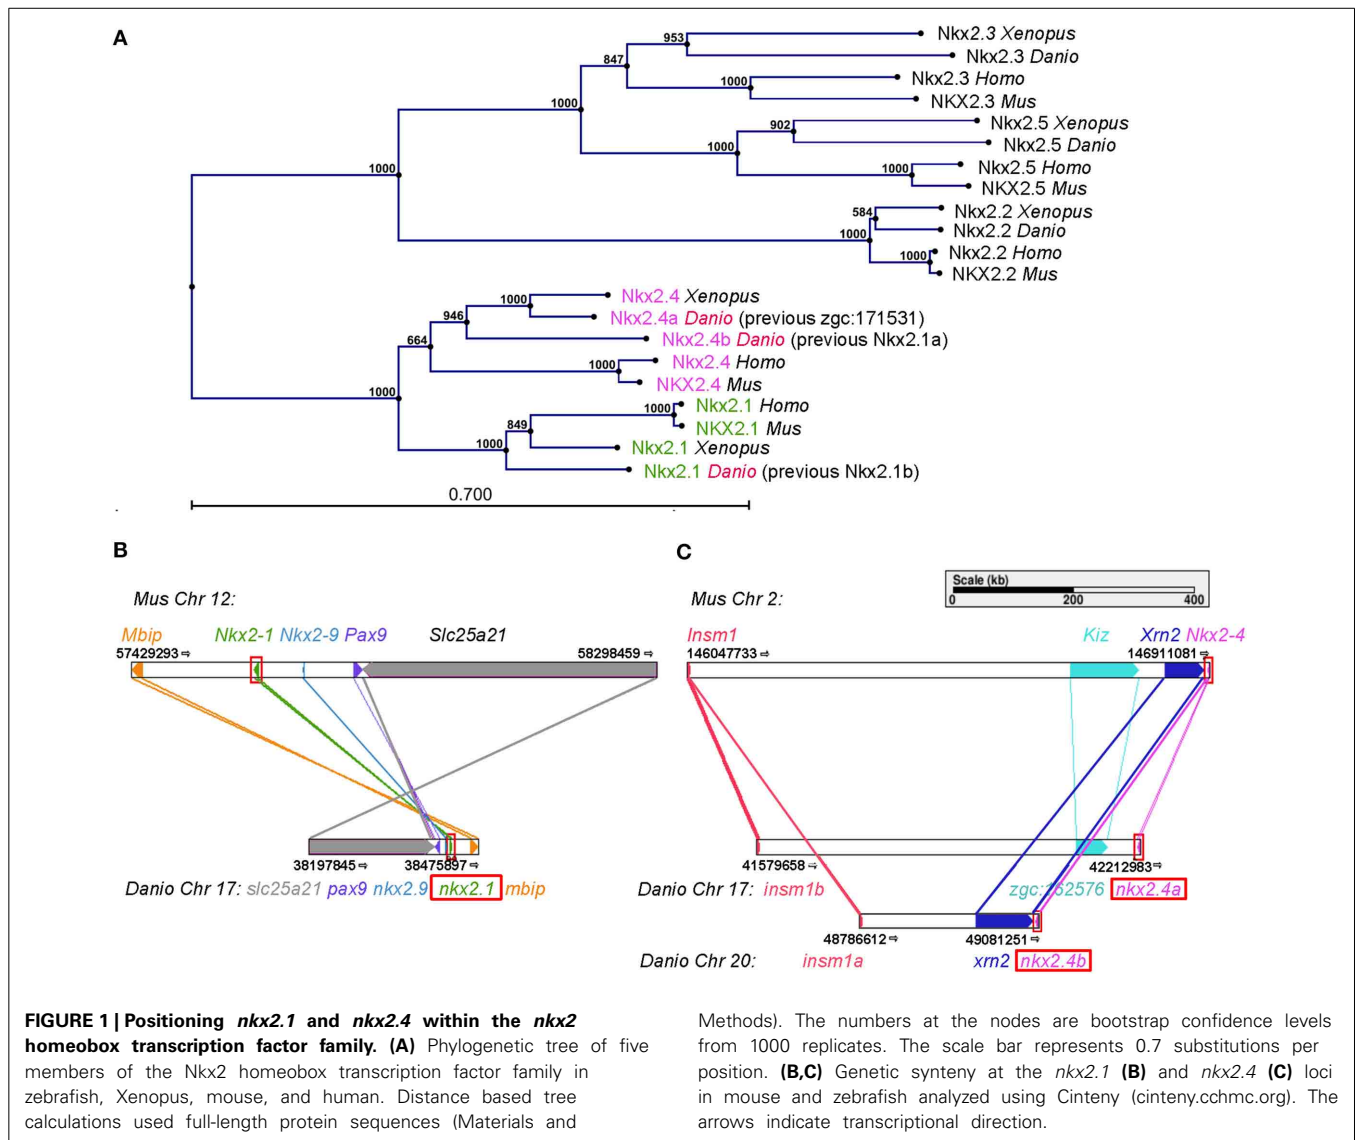 A
953
Nkx2.3 Xenopus
847
Nkx2.3 Danio
1000
Nkx2.3 Homo
1000
NKX2.3 Mus
902
Nkx2.5 Xenopus
1000
Nkx2.5 Danio
1000
1000
Nkx2.5 Homo
NKX2.5 Mus
584
Nkx2.2 Xenopus
1000
Nkx2.2 Danio
1000
Nkx2.2 Homo
NKX2.2 Mus
1000
Nkx2.4 Xenopus
946
Nkx2.4a Danio (previous zgc:171531)
664
Nkx2.4b Danio (previous Nkx2.1a)
1000
Nkx2.4 Homo
NKX2.4 Mus
1000
1000
Nkx2.1 Homo
849
NKX2.1 Mus
1000
Nkx2.1 Xenopus
Nkx2.1 Danio (previous Nkx2.1b)
0.700
B
Mus Chr 12:
Mbip Nkx2-1 Nkx2-9 Pax9 Slc25a21
57429293 ⇨ 58298459 ⇨
38197845 ⇨ 38475897 ⇨
Danio Chr 17: slc25a21 pax9 nkx2.9 nkx2.1 mbip
C
Scale (kb)
0 200 400
Mus Chr 2:
Insm1 Kiz Xrn2 Nkx2-4
146047733 ⇨ 146911081 ⇨
41579658 ⇨ 42212983 ⇨
Danio Chr 17: insm1b zgc:162576 nkx2.4a
48786612 ⇨ 49081251 ⇨
Danio Chr 20: insm1a xrn2 nkx2.4b
FIGURE 1 | Positioning nkx2.1 and nkx2.4 within the nkx2
homeobox transcription factor family. (A) Phylogenetic tree of five
members of the Nkx2 homeobox transcription factor family in
zebrafish, Xenopus, mouse, and human. Distance based tree
calculations used full-length protein sequences (Materials and
Methods). The numbers at the nodes are bootstrap confidence levels
from 1000 replicates. The scale bar represents 0.7 substitutions per
position. (B,C) Genetic synteny at the nkx2.1 (B) and nkx2.4 (C) loci
in mouse and zebrafish analyzed using Cinteny (cinteny.cchmc.org). The
arrows indicate transcriptional direction.